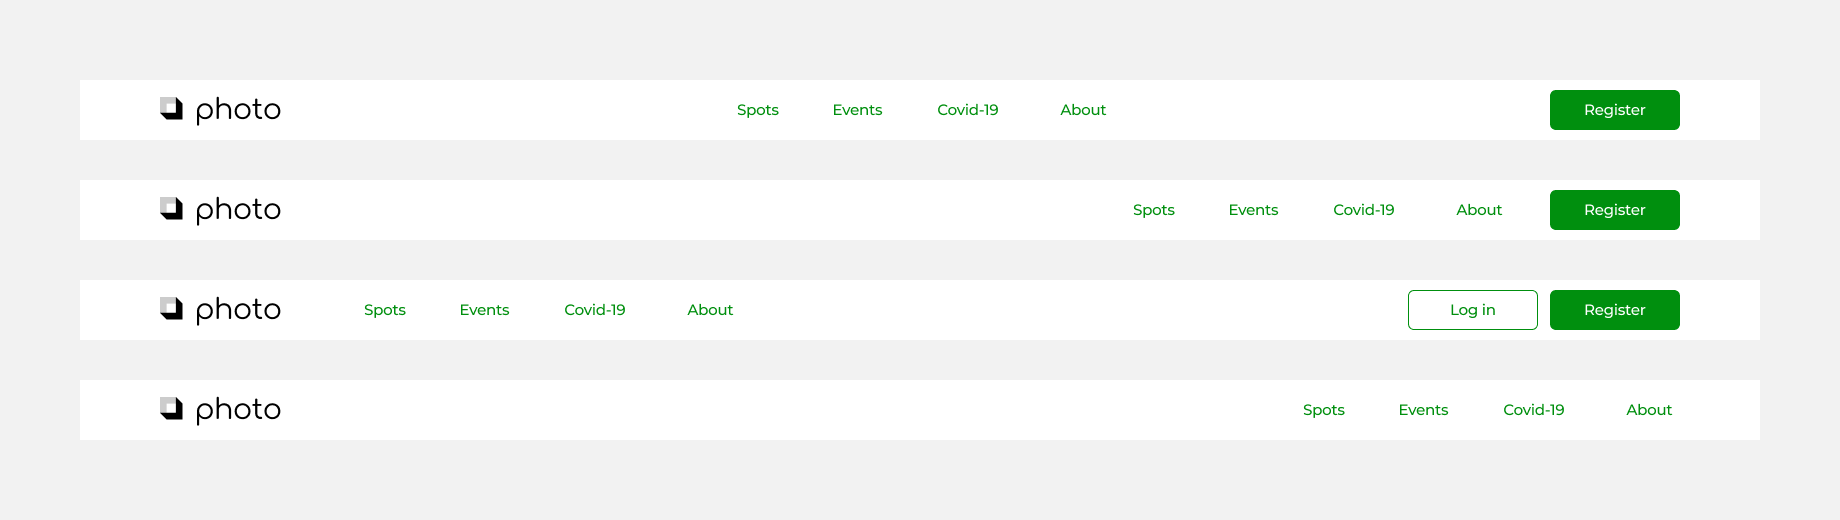 photo Spots Events Covid-19 About Register
photo Spots Events Covid-19 About Register
photo Spots Events Covid-19 About Log in Register
photo Spots Events Covid-19 About